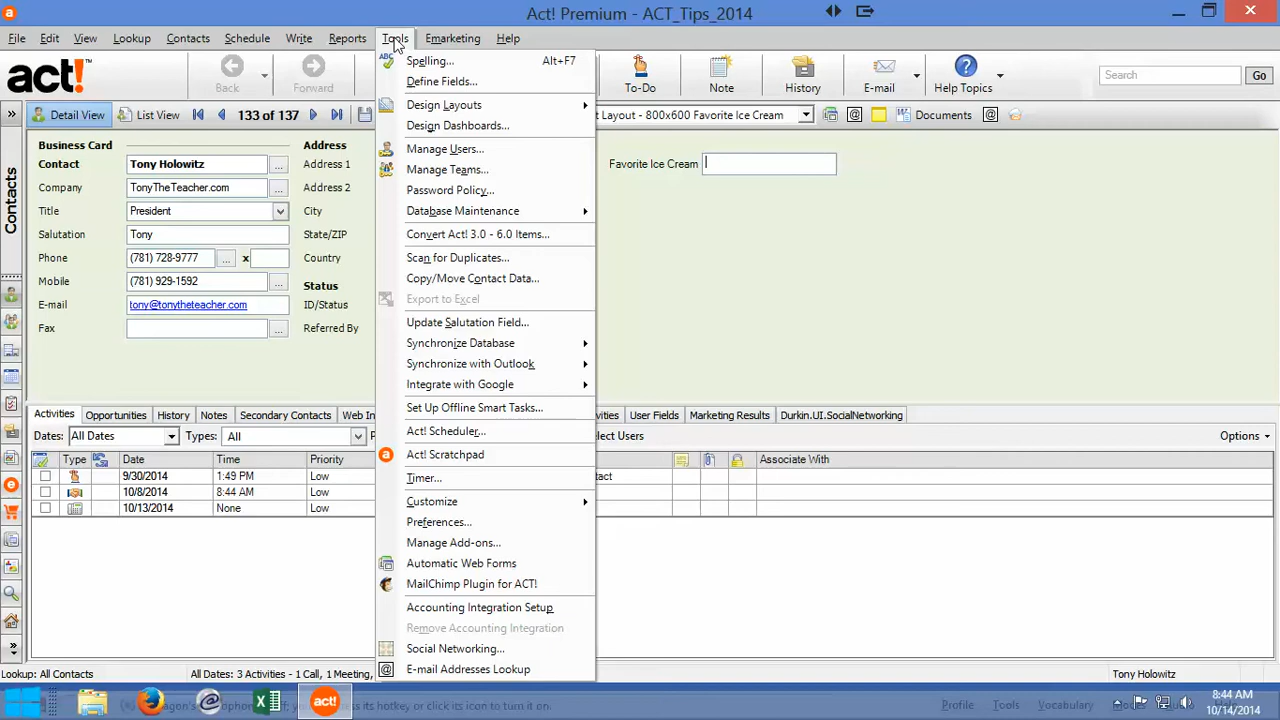 Act! Premium - ACT_Tips_2014
File Edit View Lookup Contacts Schedule Write Reports Tools Emarketing Help
act! Back Forward To-Do Note History E-mail Help Topics Search Go
Detail View List View 133 of 137 t Layout - 800x600 Favorite Ice Cream Documents
Contacts
Business Card Address
Contact Tony Holowitz ... Address 1
Company TonyTheTeacher.com ... Address 2
Title President City
Salutation Tony State/ZIP
Phone (781) 728-9777 ... x Country
Mobile (781) 929-1592 ... Status
E-mail tony@tonytheteacher.com ID/Status
Fax ... Referred By
Favorite Ice Cream
ABC Spelling... Alt+F7
Define Fields...
Design Layouts
Design Dashboards...
Manage Users...
Manage Teams...
Password Policy...
Database Maintenance
Convert Act! 3.0 - 6.0 Items...
Scan for Duplicates...
Copy/Move Contact Data...
Export to Excel
Update Salutation Field...
Synchronize Database
Synchronize with Outlook
Integrate with Google
Set Up Offline Smart Tasks...
Act! Scheduler...
Act! Scratchpad
Timer...
Customize
Preferences...
Manage Add-ons...
Automatic Web Forms
MailChimp Plugin for ACT!
Accounting Integration Setup
Remove Accounting Integration
Social Networking...
E-mail Addresses Lookup
Activities Opportunities History Notes Secondary Contacts Web In vities User Fields Marketing Results Durkin.UI.SocialNetworking
Dates: All Dates Types: All P lect Users Options
Type Date Time Priority Associate With
9/30/2014 1:49 PM Low tact
10/8/2014 8:44 AM Low
10/13/2014 None Low
Lookup: All Contacts All Dates: 3 Activities - 1 Call, 1 Meeting, Tony Holowitz
act! Profile Tools Vocabulary
8:44 AM
10/14/2014